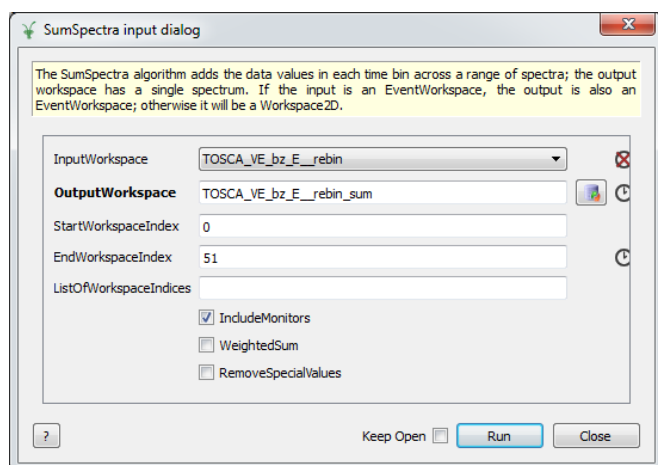 SumSpectra input dialog
The SumSpectra algorithm adds the data values in each time bin across a range of spectra; the output
workspace has a single spectrum. If the input is an EventWorkspace, the output is also an
EventWorkspace; otherwise it will be a Workspace2D.
InputWorkspace TOSCA_VE_bz_E__rebin
OutputWorkspace TOSCA_VE_bz_E__rebin_sum
StartWorkspaceIndex 0
EndWorkspaceIndex 51
ListOfWorkspaceIndices
IncludeMonitors
WeightedSum
RemoveSpecialValues
? Keep Open Run Close